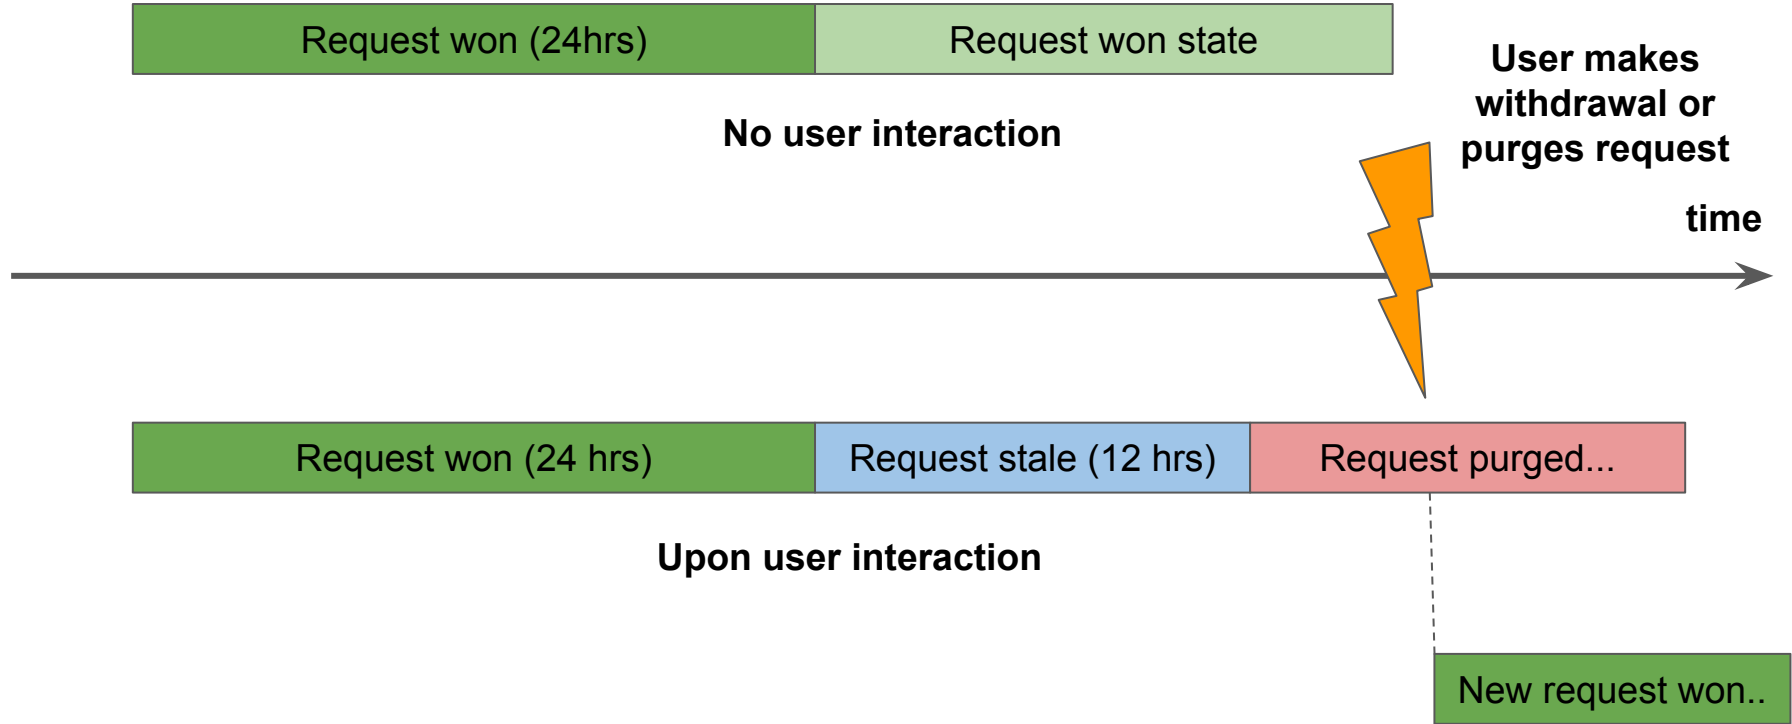 Request won (24hrs)
Request won state
User makes
withdrawal or
purges request
No user interaction
time
Request won (24 hrs)
Request stale (12 hrs)
Request purged...
Upon user interaction
New request won..